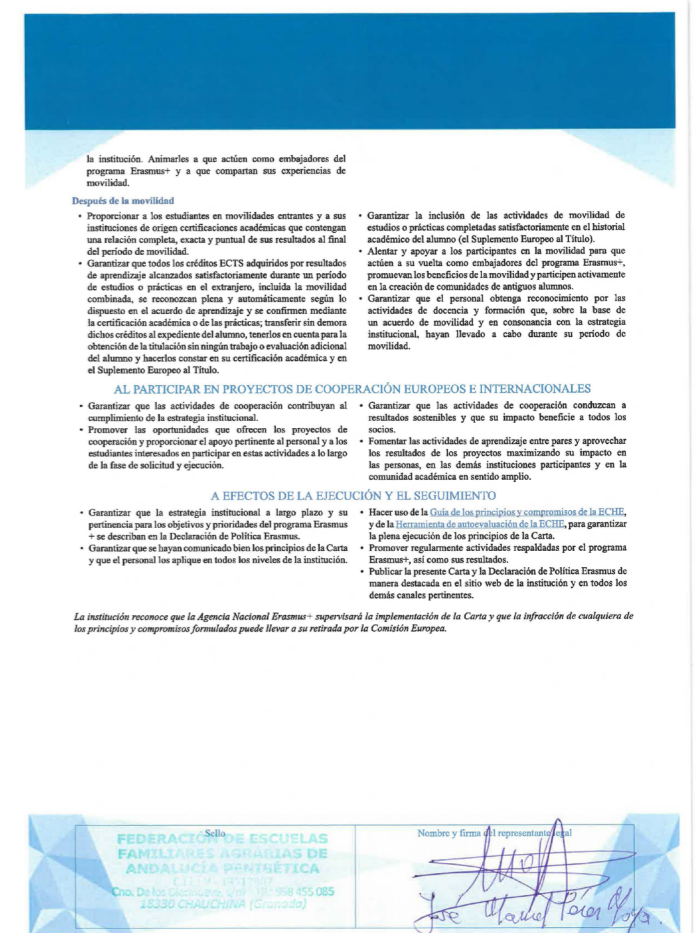 la institución. Animarles a que actúen como embajadores del
programa Erasmus+ y a que compartan sus experiencias de
movilidad.
Después de la movilidad
• Proporcionar a los estudiantes en movilidades entrantes y a sus
instituciones de origen certificaciones académicas que contengan
una relación completa, exacta y puntual de sus resultados al final
del período de movilidad.
• Garantizar que todos los créditos ECTS adquiridos por resultados
de aprendizaje alcanzados satisfactoriamente durante un período
de estudios o prácticas en el extranjero, incluida la movilidad
combinada, se reconozcan plena y automáticamente según lo
dispuesto en el acuerdo de aprendizaje y se confirmen mediante
la certificación académica o de las prácticas; transferir sin demora
dichos créditos al expediente del alumno, tenerlos en cuenta para la
obtención de la titulación sin ningún trabajo o evaluación adicional
del alumno y hacerlos constar en su certificación académica y en
el Suplemento Europeo al Título.
• Garantizar la inclusión de las actividades de movilidad de
estudios o prácticas completadas satisfactoriamente en el historial
académico del alumno (el Suplemento Europeo al Título).
• Alentar y apoyar a los participantes en la movilidad para que
actúen a su vuelta como embajadores del programa Erasmus+,
promuevan los beneficios de la movilidad y participen activamente
en la creación de comunidades de antiguos alumnos.
• Garantizar que el personal obtenga reconocimiento por las
actividades de docencia y formación que, sobre la base de
un acuerdo de movilidad y en consonancia con la estrategia
institucional, hayan llevado a cabo durante su período de
movilidad.
AL PARTICIPAR EN PROYECTOS DE COOPERACIÓN EUROPEOS E INTERNACIONALES
• Garantizar que las actividades de cooperación contribuyan al
cumplimiento de la estrategia institucional.
• Promover las oportunidades que ofrecen los proyectos de
cooperación y proporcionar el apoyo pertinente al personal y a los
estudiantes interesados en participar en estas actividades a lo largo
de la fase de solicitud y ejecución.
• Garantizar que las actividades de cooperación conduzcan a
resultados sostenibles y que su impacto beneficie a todos los
socios.
• Fomentar las actividades de aprendizaje entre pares y aprovechar
los resultados de los proyectos maximizando su impacto en
las personas, en las demás instituciones participantes y en la
comunidad académica en sentido amplio.
A EFECTOS DE LA EJECUCIÓN Y EL SEGUIMIENTO
• Garantizar que la estrategia institucional a largo plazo y su
pertinencia para los objetivos y prioridades del programa Erasmus
+ se describan en la Declaración de Política Erasmus.
• Garantizar que se hayan comunicado bien los principios de la Carta
y que el personal los aplique en todos los niveles de la institución.
• Hacer uso de la Guía de los principios y compromisos de la ECHE,
y de la Herramienta de autoevaluación de la ECHE, para garantizar
la plena ejecución de los principios de la Carta.
• Promover regularmente actividades respaldadas por el programa
Erasmus+, así como sus resultados.
• Publicar la presente Carta y la Declaración de Política Erasmus de
manera destacada en el sitio web de la institución y en todos los
demás canales pertinentes.
La institución reconoce que la Agencia Nacional Erasmus+ supervisará la implementación de la Carta y que la infracción de cualquiera de
los principios y compromisos formulados puede llevar a su retirada por la Comisión Europea.
Sello
FEDERACIÓN DE ESCUELAS
FAMILIARES AGRARIAS DE
ANDALUCÍA PENIBÉTICA
Cno. De los 958 455 085
18330 CHAUCHINA (Granada)
Nombre y firma del representante legal
José Manuel Pérez Moya.